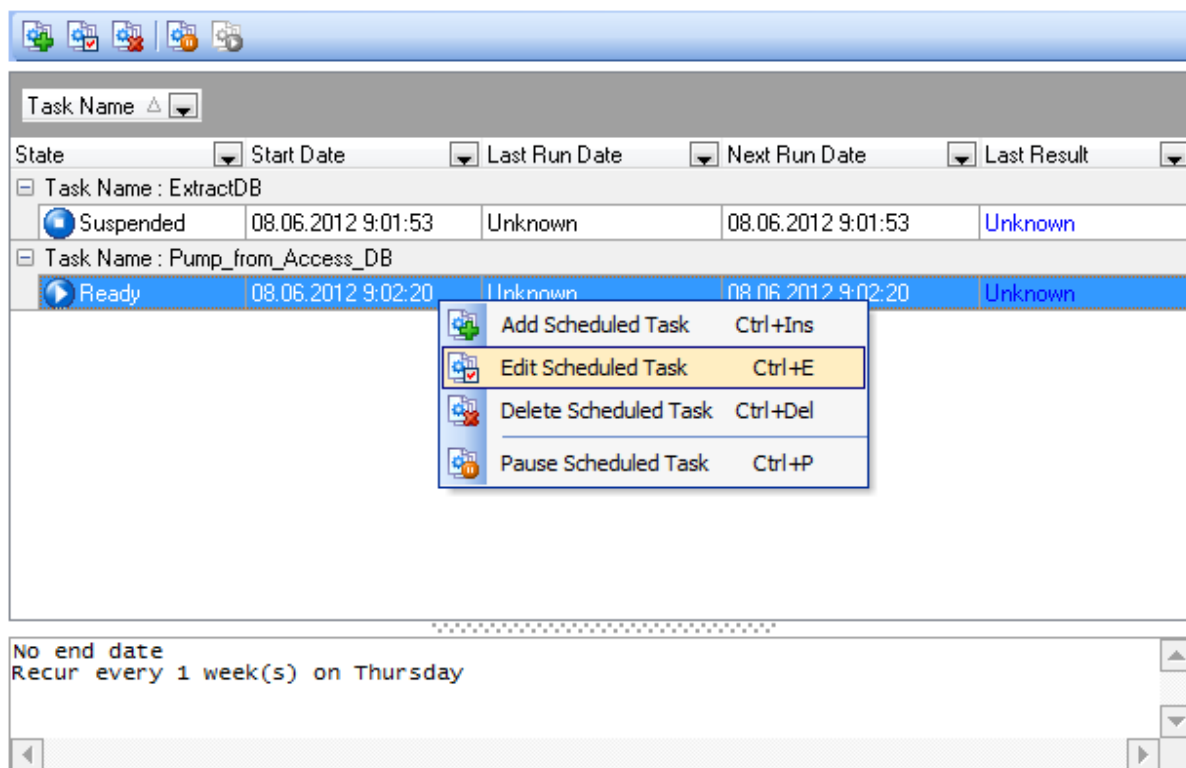 Task Name
State Start Date Last Run Date Next Run Date Last Result
Task Name : ExtractDB
Suspended 08.06.2012 9:01:53 Unknown 08.06.2012 9:01:53 Unknown
Task Name : Pump_from_Access_DB
Ready 08.06.2012 9:02:20 Unknown 08.06.2012 9:02:20 Unknown
Add Scheduled Task Ctrl+Ins
Edit Scheduled Task Ctrl+E
Delete Scheduled Task Ctrl+Del
Pause Scheduled Task Ctrl+P
No end date
Recur every 1 week(s) on Thursday